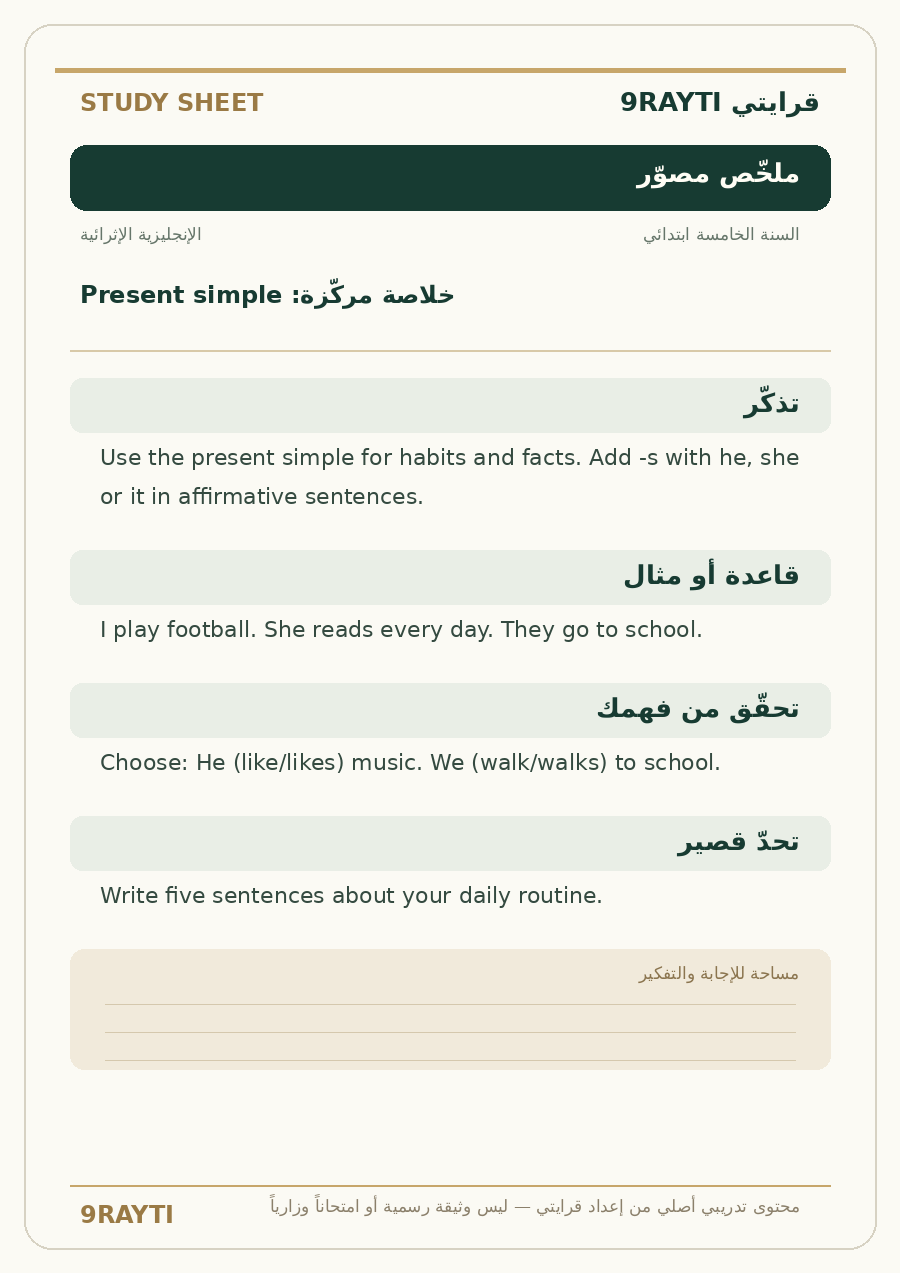 STUDY SHEET
قرايتي 9RAYTI
ملخّص مصوّر
السنة الخامسة ابتدائي
الإنجليزية الإثرائية
خلاصة مركّزة: Present simple
تذكّر
Use the present simple for habits and facts. Add -s with he, she
or it in affirmative sentences.
قاعدة أو مثال
I play football. She reads every day. They go to school.
تحقّق من فهمك
Choose: He (like/likes) music. We (walk/walks) to school.
تحدّ قصير
Write five sentences about your daily routine.
مساحة للإجابة والتفكير
محتوى تدريبي أصلي من إعداد قرايتي — ليس وثيقة رسمية أو امتحاناً وزارياً
9RAYTI